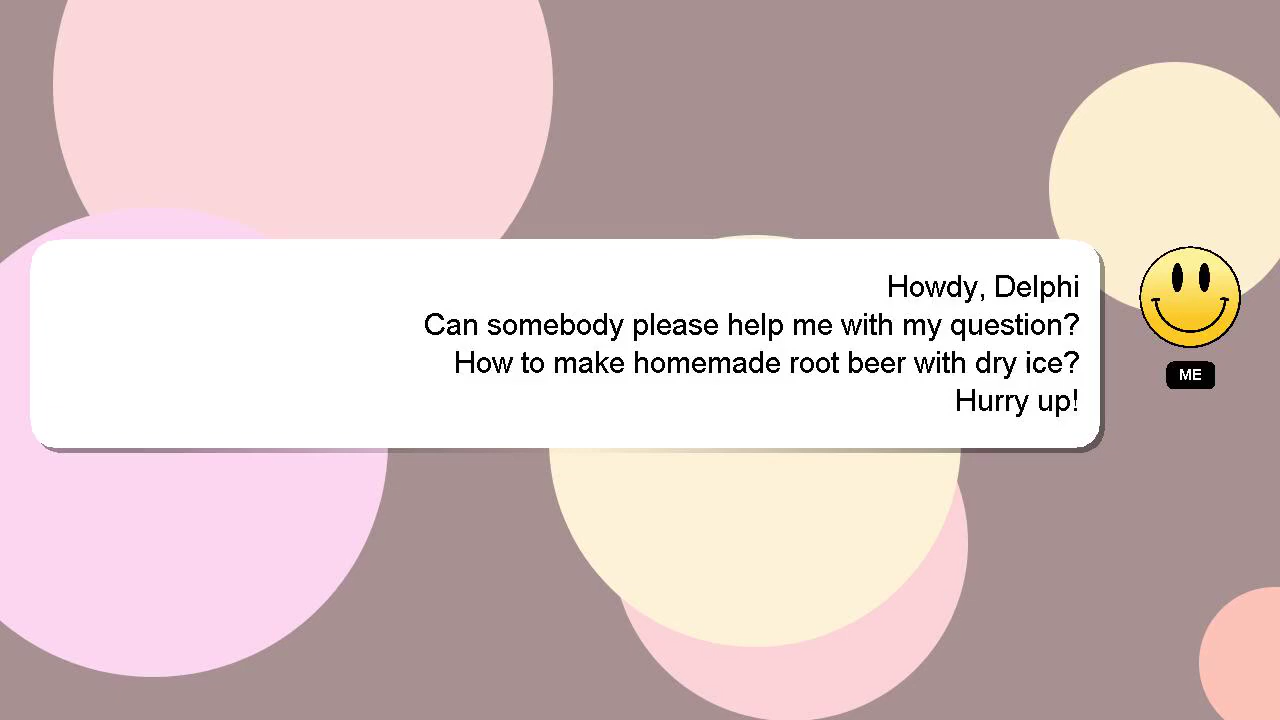 Howdy, Delphi
Can somebody please help me with my question?
How to make homemade root beer with dry ice?
Hurry up!
ME